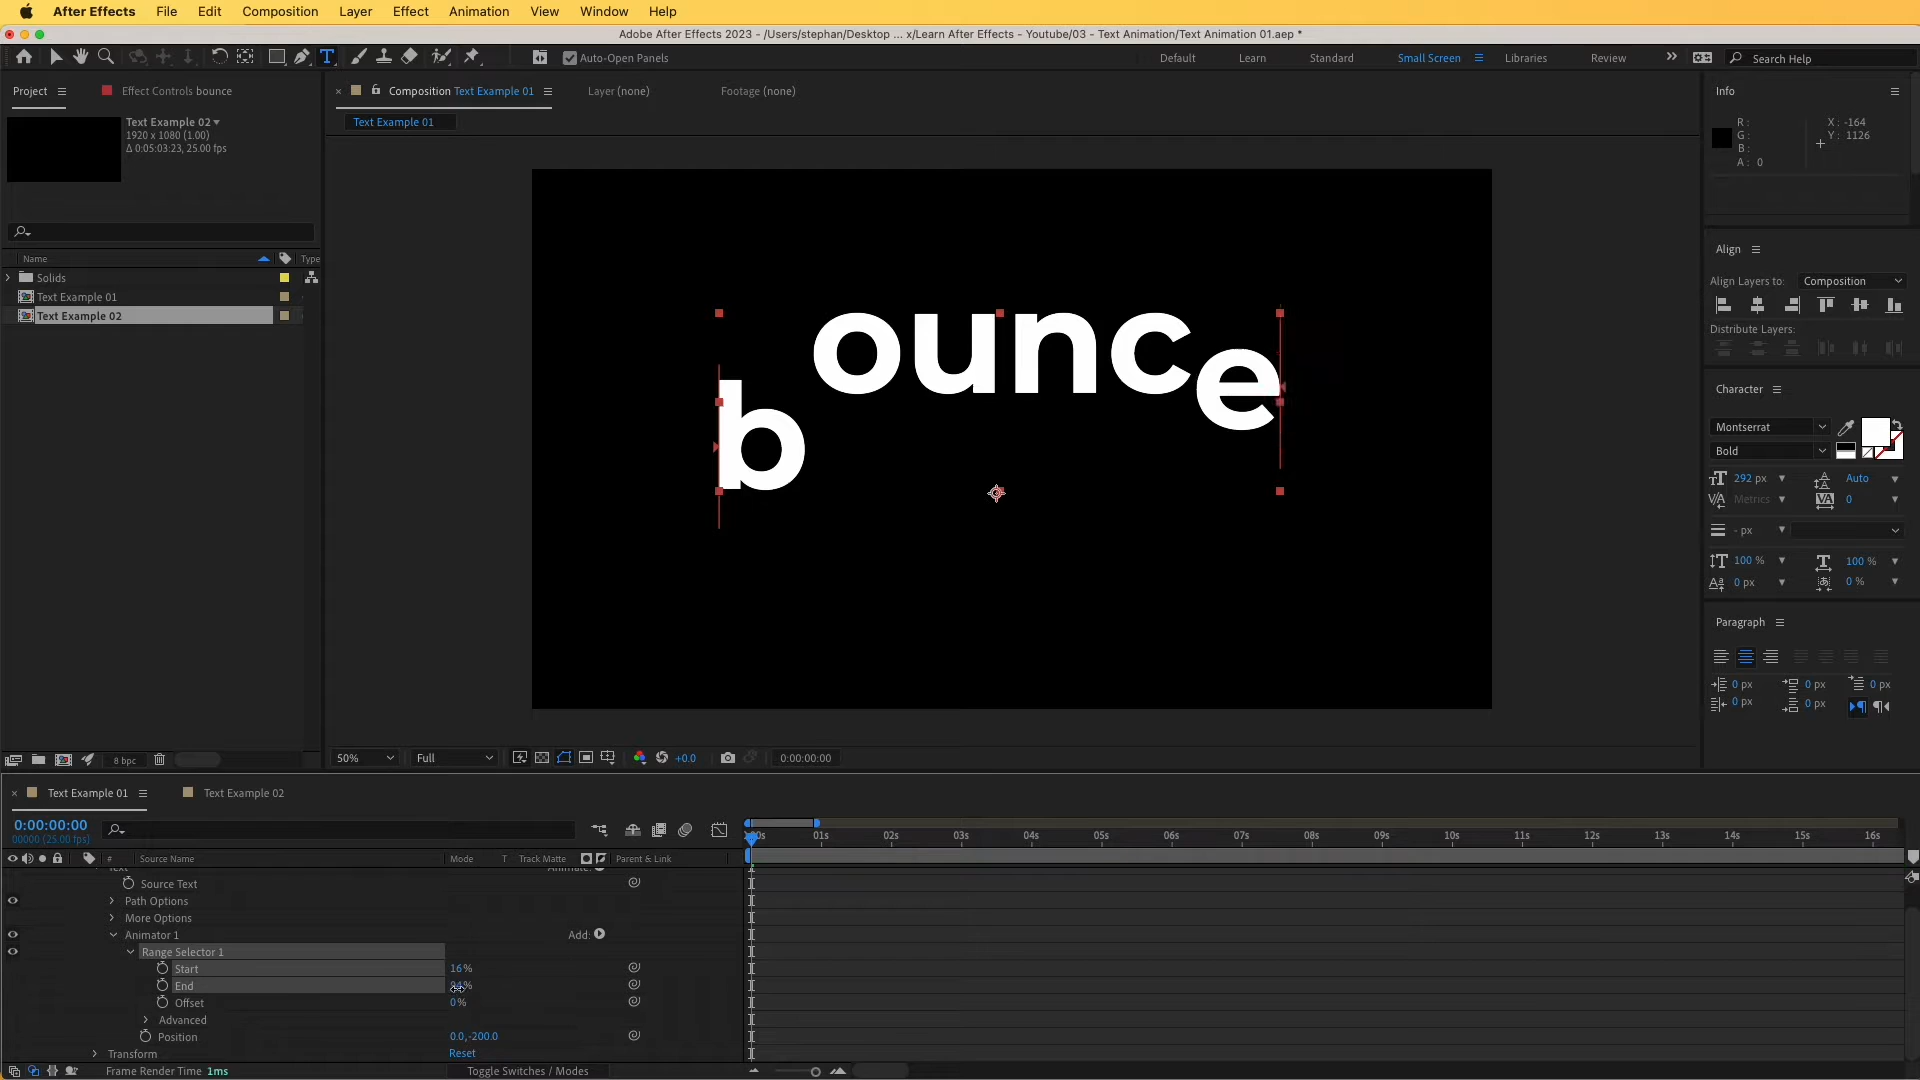 After Effects File Edit Composition Layer Effect Animation View Window Help
Adobe After Effects 2023 - /Users/stephan/Desktop ... x/Learn After Effects - Youtube/03 - Text Animation/Text Animation 01.aep *
Auto-Open Panels Default Learn Standard Small Screen Libraries Review Search Help
Project Effect Controls bounce
Text Example 02
1920 x 1080 (1.00)
Δ 0:05:03:23, 25.00 fps
Name Type
Solids
Text Example 01
Text Example 02
8 bpc
Composition Text Example 01 Layer (none) Footage (none)
Text Example 01
bounce
50% Full +0.0 0:00:00:00
Info
R : X : -164
G : Y : 1126
B :
A : 0
Align
Align Layers to: Composition
Distribute Layers:
Character
Montserrat
Bold
292 px Auto
Metrics 0
- px
100 % 100 %
0 px 0 %
Paragraph
0 px 0 px 0 px
0 px 0 px
Text Example 01 Text Example 02
0:00:00:00
00000 (25.00 fps)
01s 02s 03s 04s 05s 06s 07s 08s 09s 10s 11s 12s 13s 14s 15s 16s
# Source Name Mode T Track Matte Parent & Link
Text Animate:
Source Text
Path Options
More Options
Animator 1 Add:
Range Selector 1
Start 16%
End
Offset 0%
Advanced
Position 0.0,-200.0
Transform Reset
Frame Render Time 1ms Toggle Switches / Modes